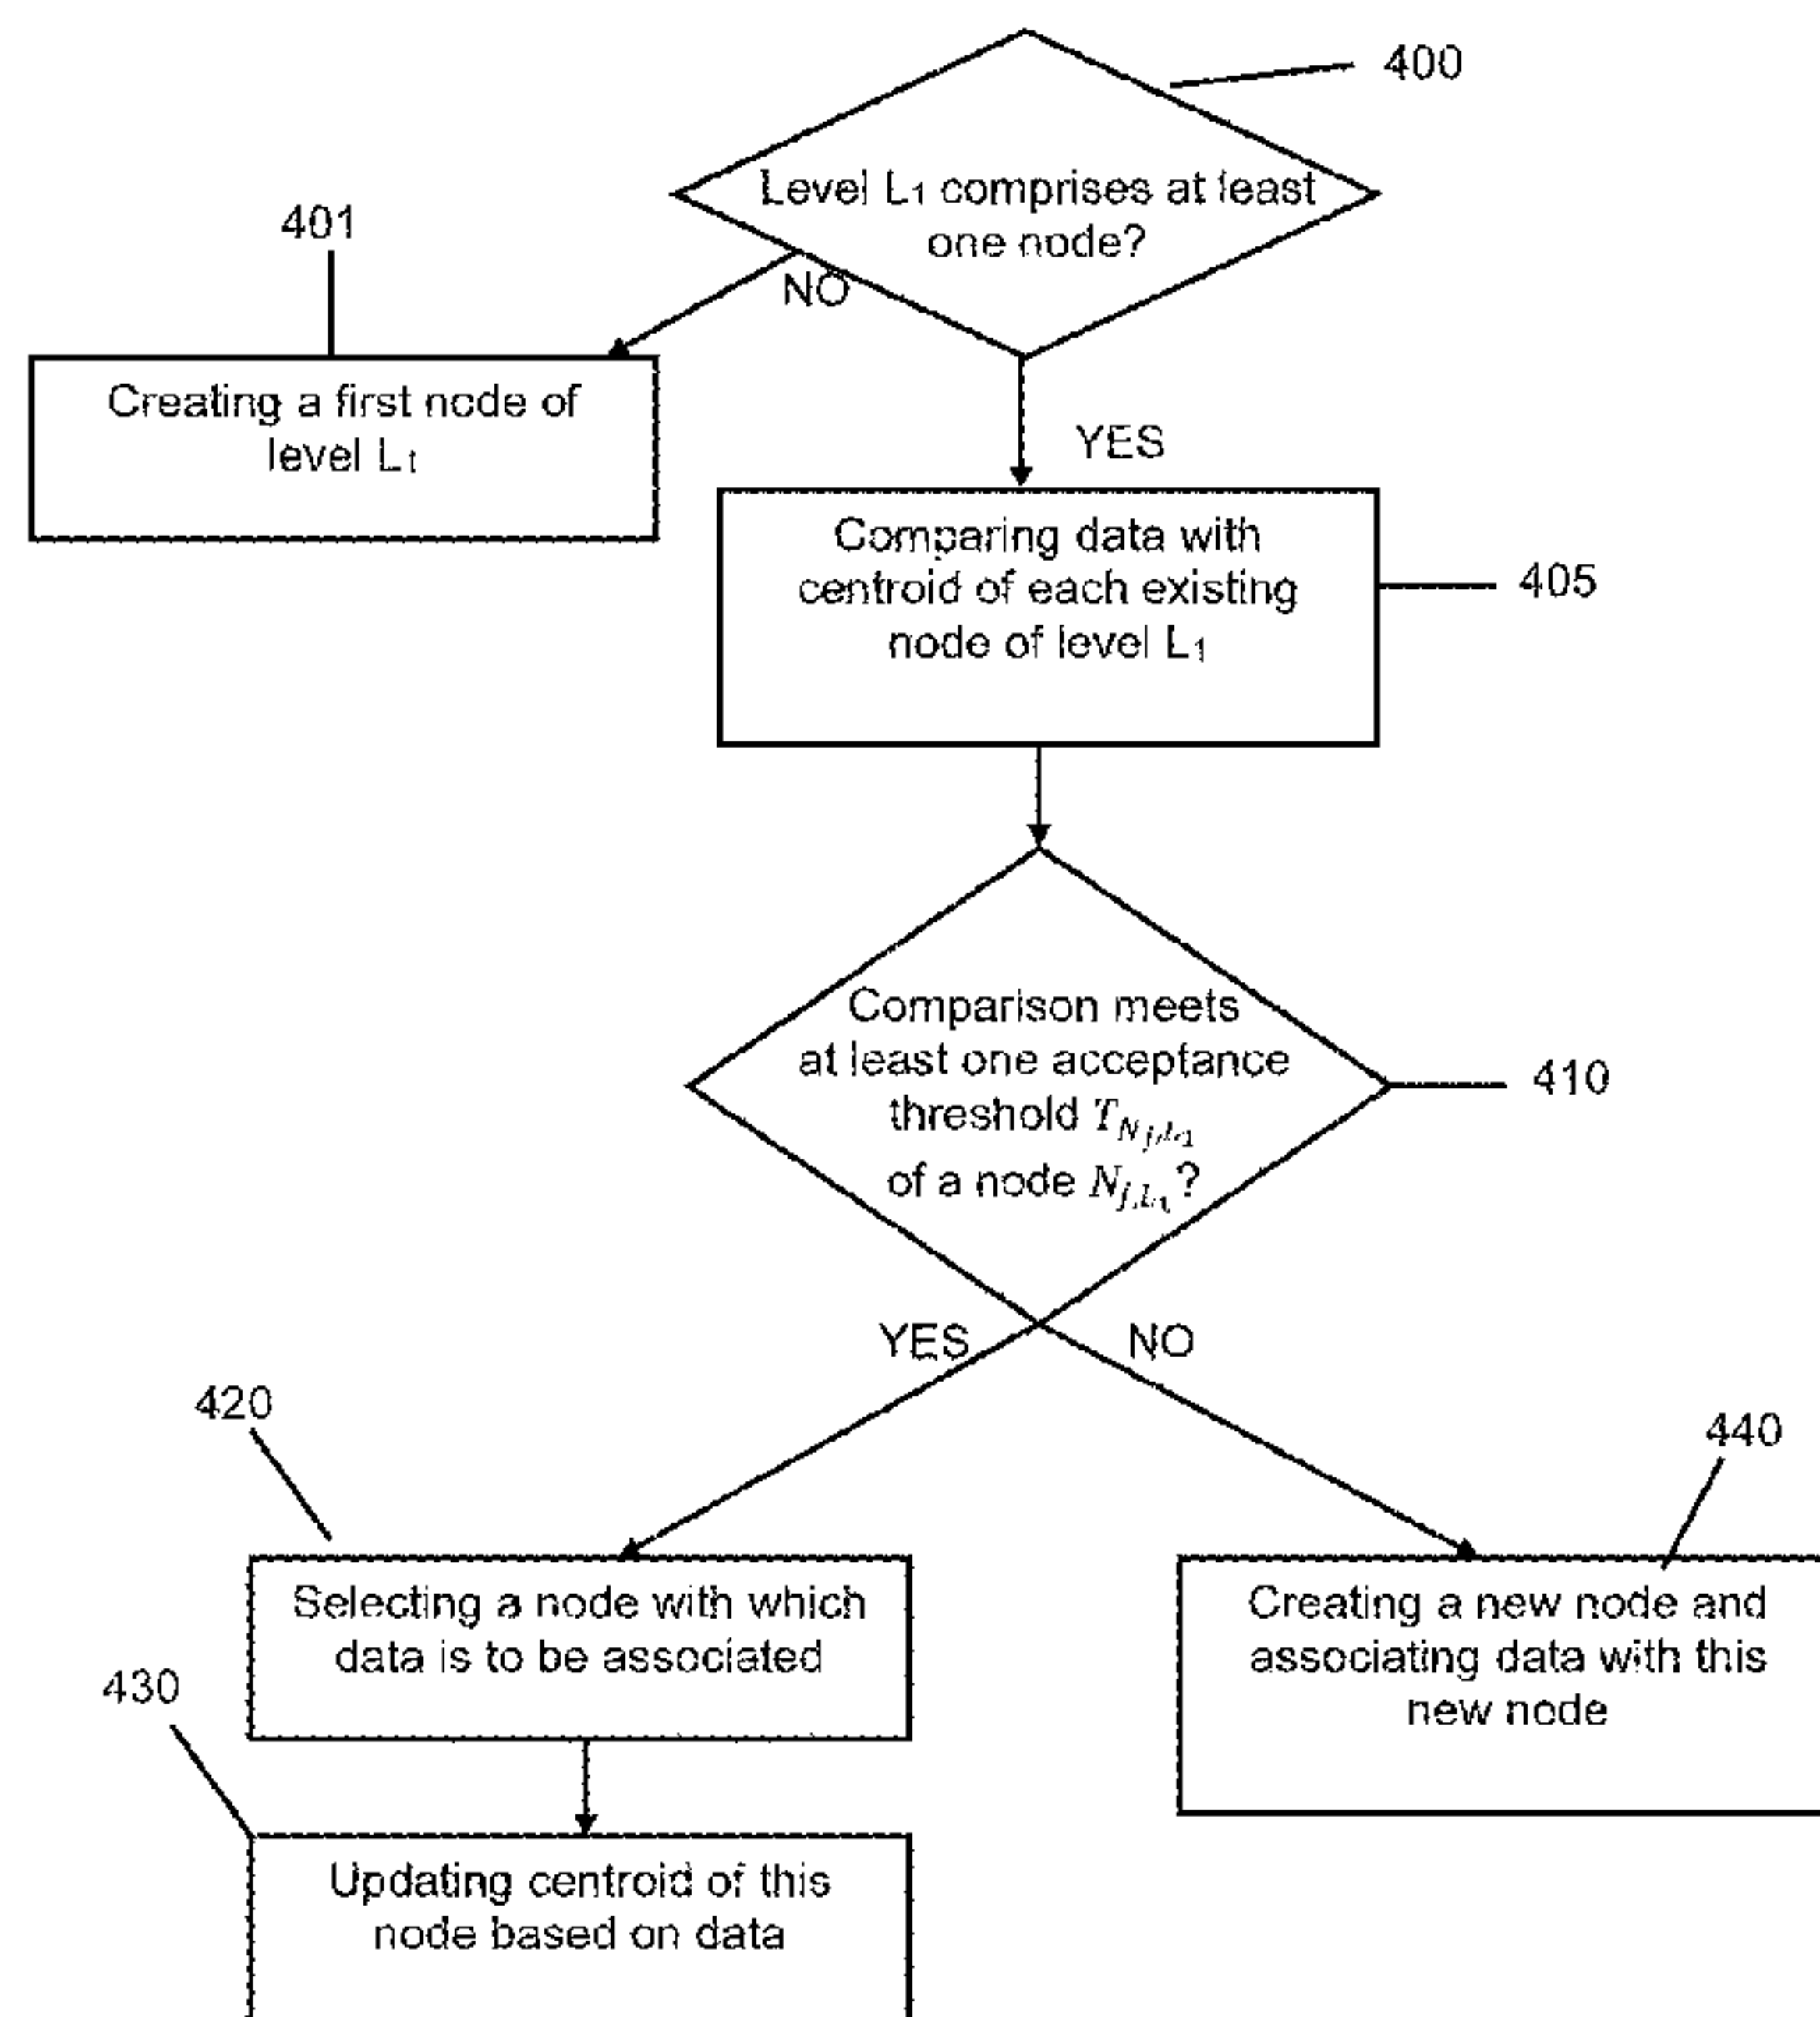 400
Level L₁ comprises at least
one node?
401
NO
Creating a first node of
level L₁
YES
Comparing data with
centroid of each existing
node of level L₁
405
Comparison meets
at least one acceptance
threshold T_{N_{j,L₁}}
of a node N_{j,L₁}?
410
YES
NO
420
440
Selecting a node with which
data is to be associated
Creating a new node and
associating data with this
new node
430
Updating centroid of this
node based on data